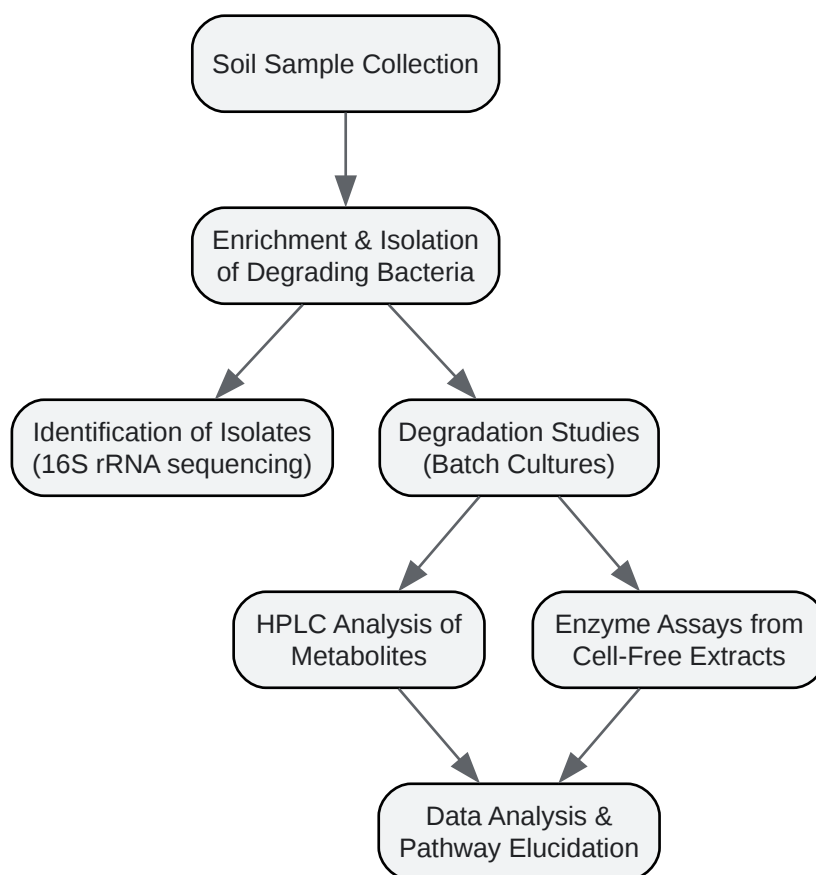 Soil Sample Collection
Enrichment & Isolation
of Degrading Bacteria
Identification of Isolates
(16S rRNA sequencing)
Degradation Studies
(Batch Cultures)
HPLC Analysis of
Metabolites
Enzyme Assays from
Cell-Free Extracts
Data Analysis &
Pathway Elucidation